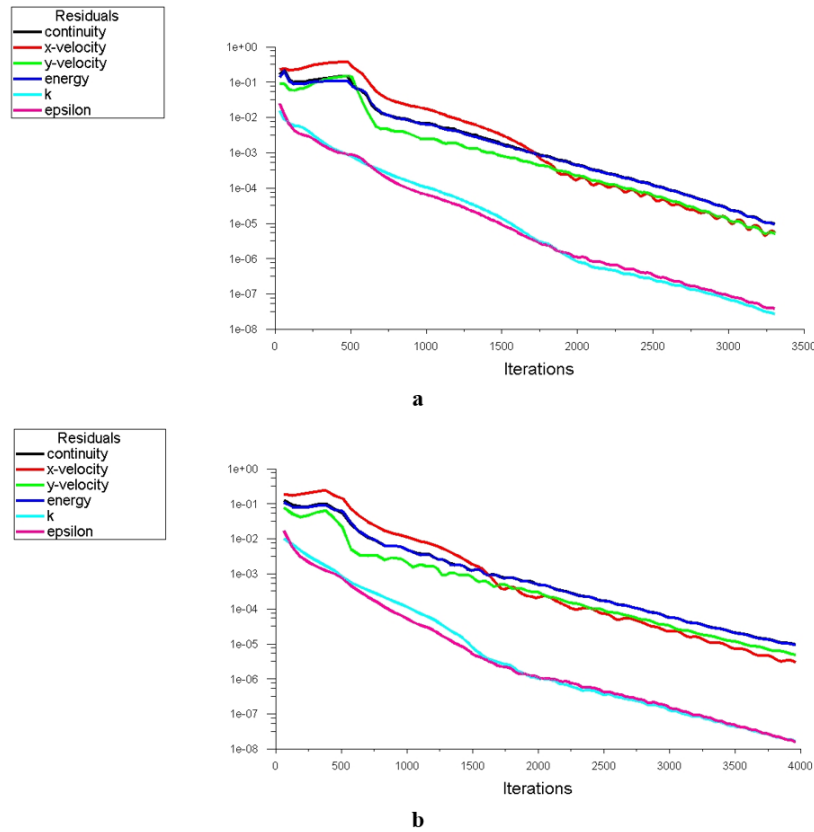 Residuals
continuity
x-velocity
y-velocity
energy
k
epsilon
1e+00
1e-01
1e-02
1e-03
1e-04
1e-05
1e-06
1e-07
1e-08
0
500
1000
1500
2000
2500
3000
3500
Iterations
a
Residuals
continuity
x-velocity
y-velocity
energy
k
epsilon
1e+00
1e-01
1e-02
1e-03
1e-04
1e-05
1e-06
1e-07
1e-08
0
500
1000
1500
2000
2500
3000
3500
4000
Iterations
b